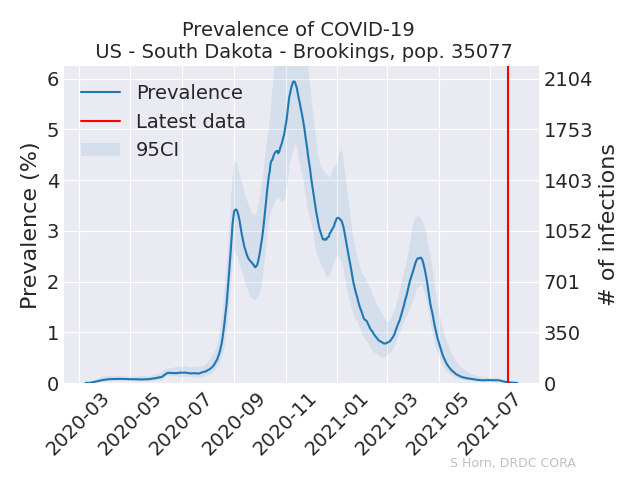 Prevalence of COVID-19
US - South Dakota - Brookings, pop. 35077
Prevalence
Latest data
95CI
Prevalence (%)
6
5
4
3
2
1
0
2104
1753
1403
1052
701
350
0
# of infections
2020-03
2020-05
2020-07
2020-09
2020-11
2021-01
2021-03
2021-05
2021-07
S Horn, DRDC CORA